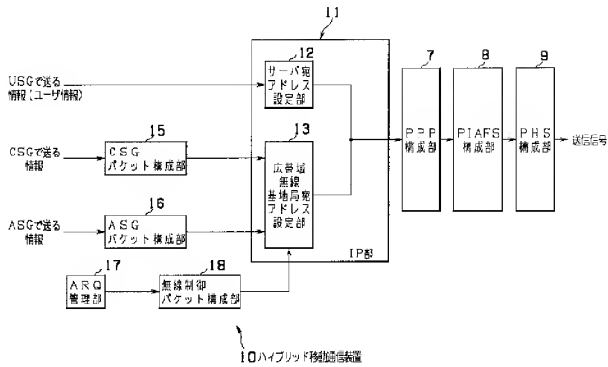 11
12
サーバ宛
アドレス
設定部
USGで送る
情報(ユーザ情報)
7
PPP
構成部
8
PIAFS
構成部
9
PHS
構成部
送信信号
15
CSG
パケット構成部
CSGで送る
情報
13
広帯域
無線
基地局宛
アドレス
設定部
16
ASG
パケット構成部
ASGで送る
情報
IP部
17
ARQ
管理部
18
無線制御
パケット構成部
10ハイブリッド移動通信装置